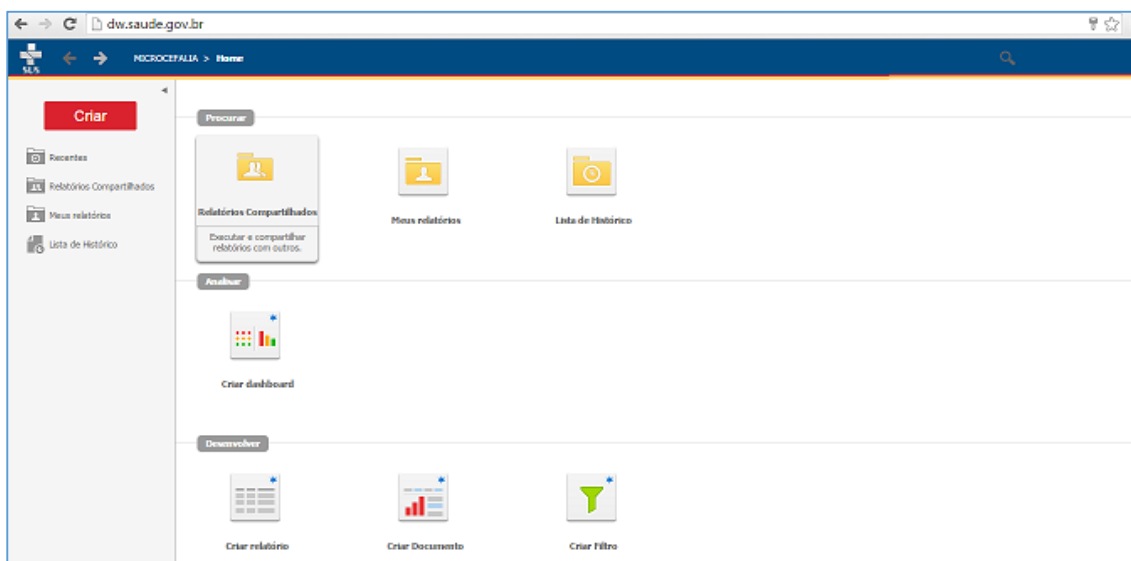 dw.saude.gov.br
SUS
MICROCEFALIA > Home
Criar
Recentes
Relatórios Compartilhados
Meus relatórios
Lista de Histórico
Procurar
Relatórios Compartilhados
Executar e compartilhar
relatórios com outros.
Meus relatórios
Lista de Histórico
Analisar
Criar dashboard
Desenvolver
Criar relatório
Criar Documento
Criar Filtro